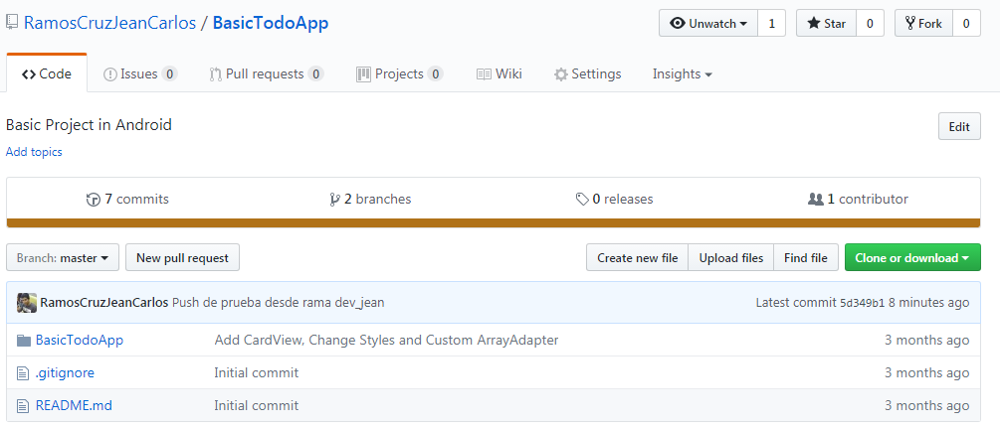 RamosCruzJeanCarlos / BasicTodoApp
Unwatch 1 Star 0 Fork 0
Code Issues 0 Pull requests 0 Projects 0 Wiki Settings Insights
Basic Project in Android
Edit
Add topics
7 commits 2 branches 0 releases 1 contributor
Branch: master New pull request Create new file Upload files Find file Clone or download
RamosCruzJeanCarlos Push de prueba desde rama dev_jean Latest commit 5d349b1 8 minutes ago
BasicTodoApp Add CardView, Change Styles and Custom ArrayAdapter 3 months ago
.gitignore Initial commit 3 months ago
README.md Initial commit 3 months ago